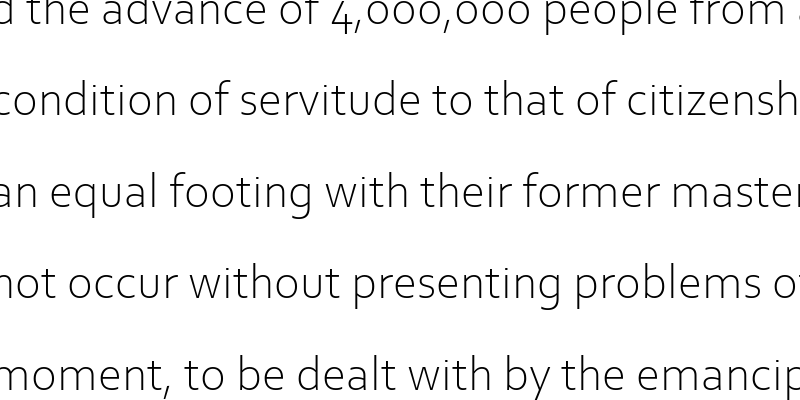 d the advance of 4,000,000 people from
condition of servitude to that of citizensh
an equal footing with their former master
not occur without presenting problems of
moment, to be dealt with by the emancip